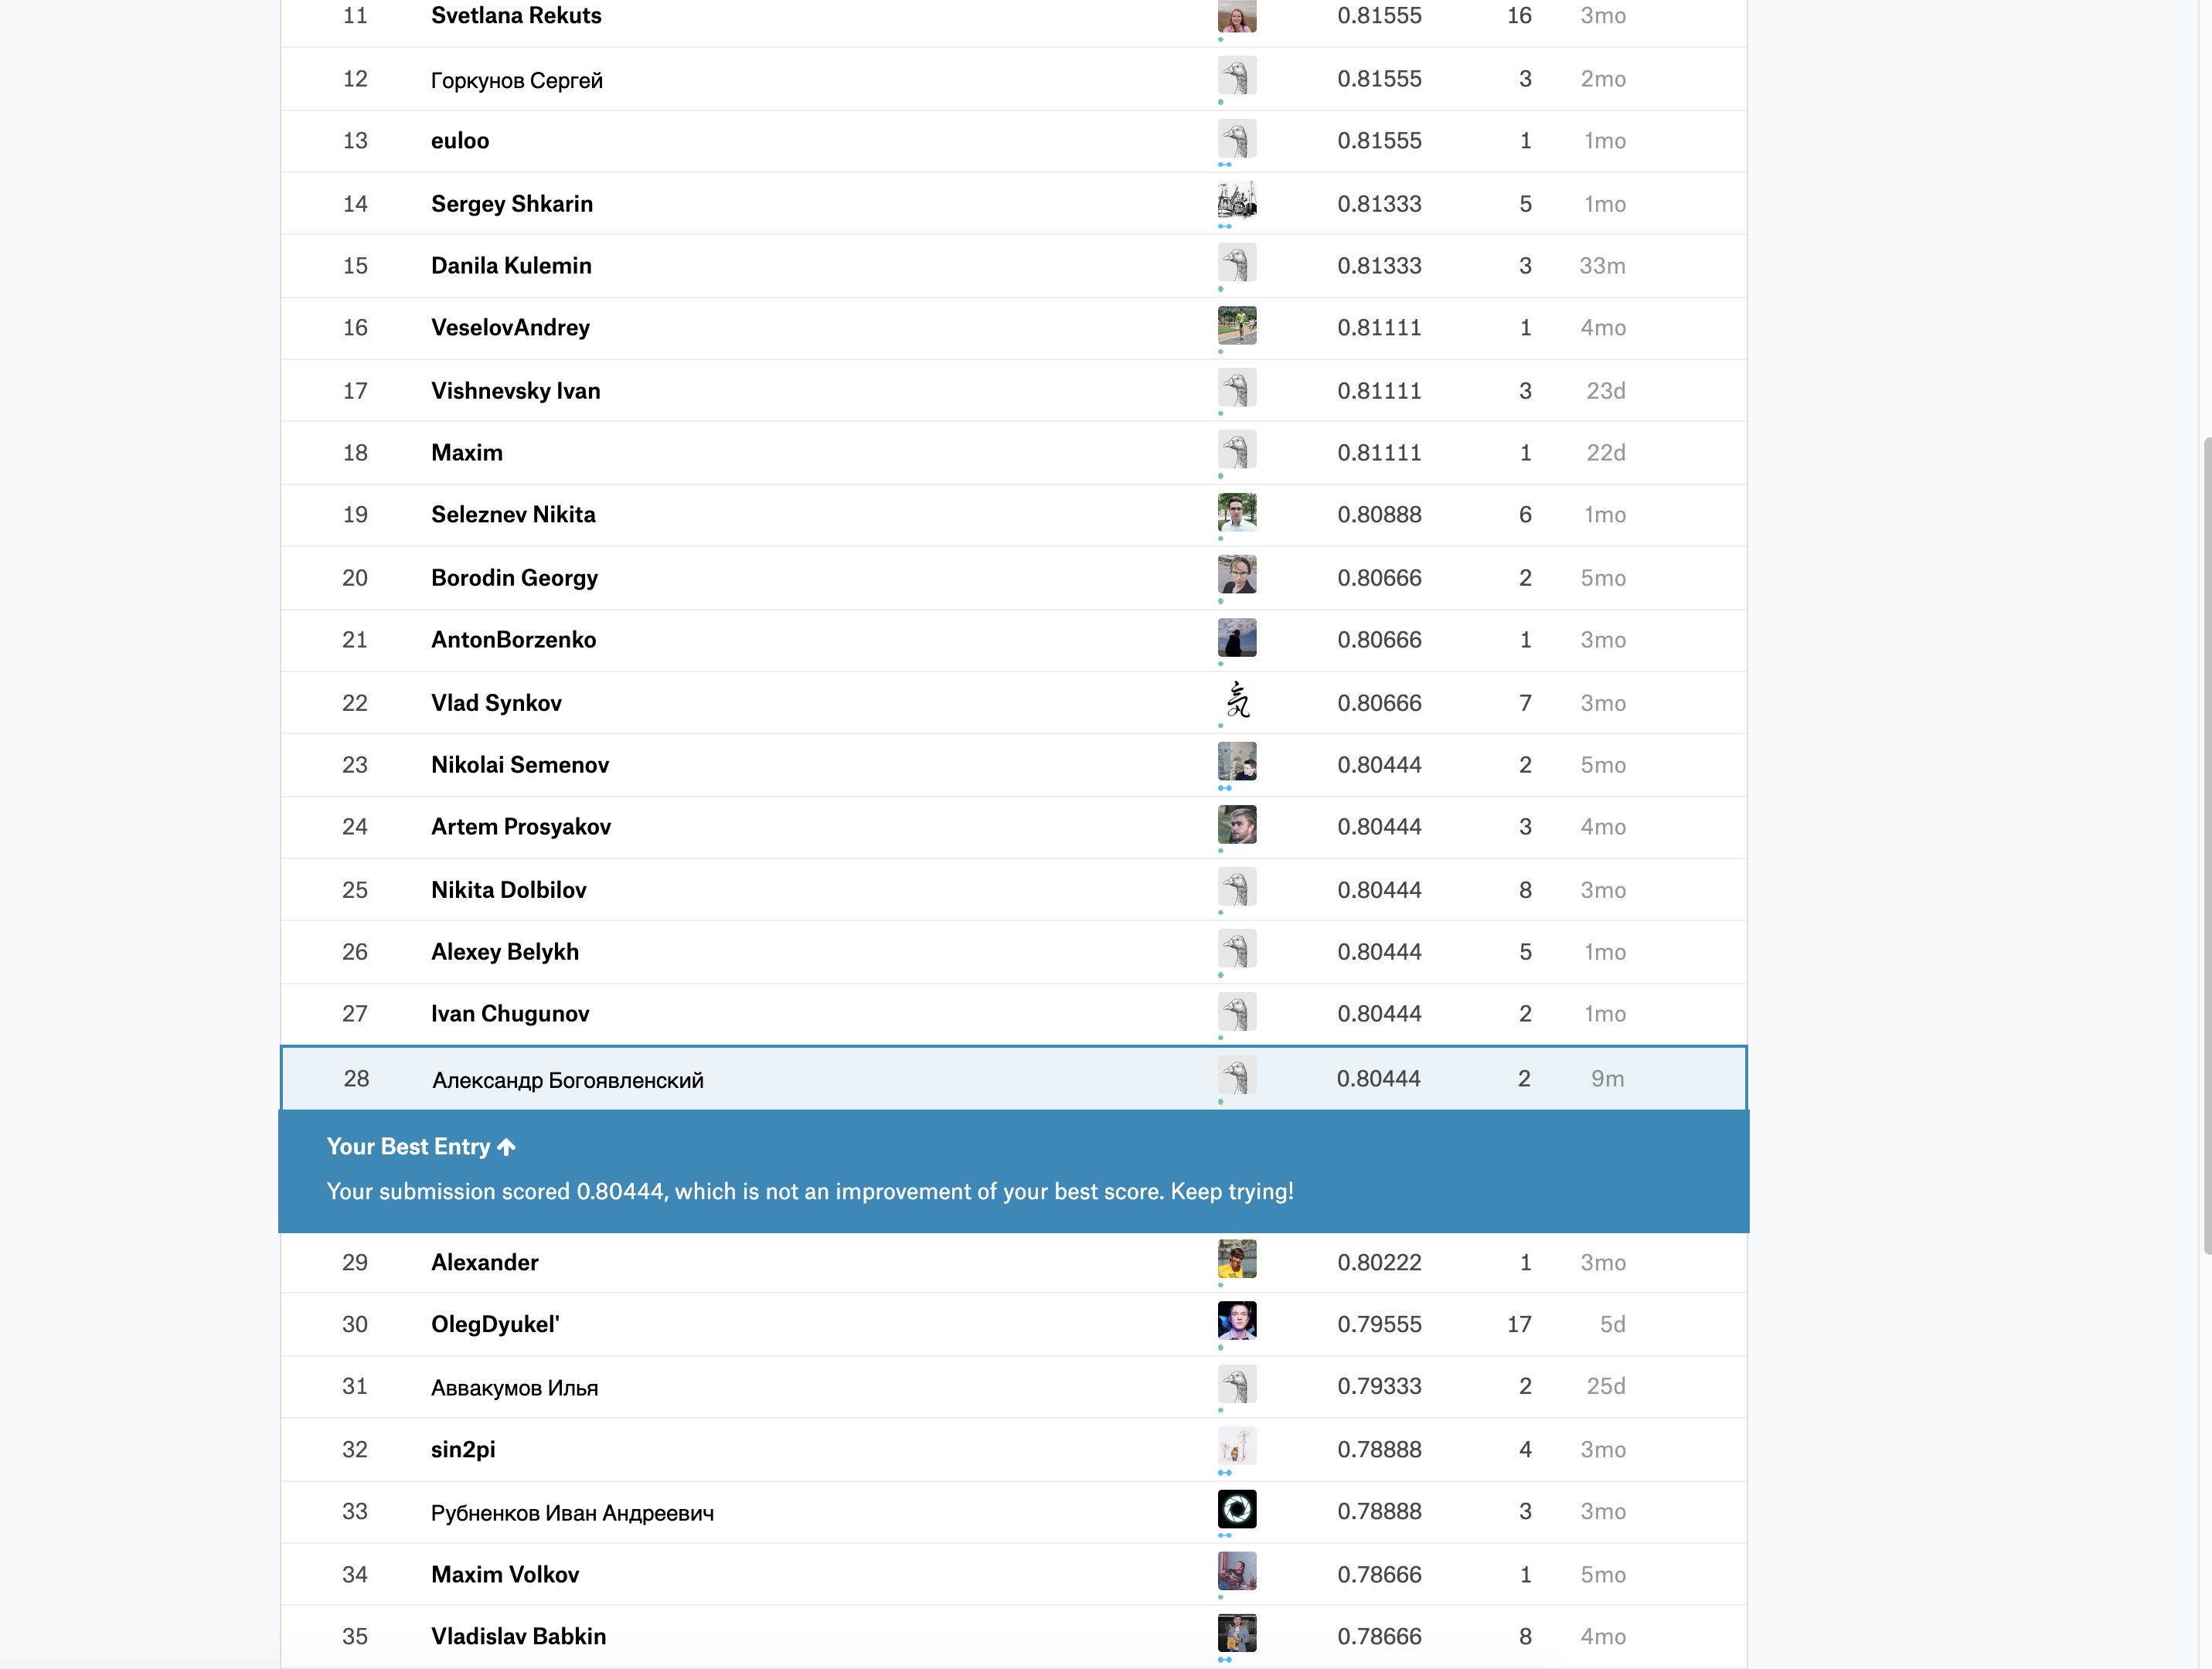 11 Svetlana Rekuts 0.81555 16 3mo
12 Горкунов Сергей 0.81555 3 2mo
13 euloo 0.81555 1 1mo
14 Sergey Shkarin 0.81333 5 1mo
15 Danila Kulemin 0.81333 3 33m
16 VeselovAndrey 0.81111 1 4mo
17 Vishnevsky Ivan 0.81111 3 23d
18 Maxim 0.81111 1 22d
19 Seleznev Nikita 0.80888 6 1mo
20 Borodin Georgy 0.80666 2 5mo
21 AntonBorzenko 0.80666 1 3mo
22 Vlad Synkov 气 0.80666 7 3mo
23 Nikolai Semenov 0.80444 2 5mo
24 Artem Prosyakov 0.80444 3 4mo
25 Nikita Dolbilov 0.80444 8 3mo
26 Alexey Belykh 0.80444 5 1mo
27 Ivan Chugunov 0.80444 2 1mo
28 Александр Богоявленский 0.80444 2 9m
Your Best Entry ↑
Your submission scored 0.80444, which is not an improvement of your best score. Keep trying!
29 Alexander 0.80222 1 3mo
30 OlegDyukel' 0.79555 17 5d
31 Аввакумов Илья 0.79333 2 25d
32 sin2pi 0.78888 4 3mo
33 Рубненков Иван Андреевич 0.78888 3 3mo
34 Maxim Volkov 0.78666 1 5mo
35 Vladislav Babkin 0.78666 8 4mo